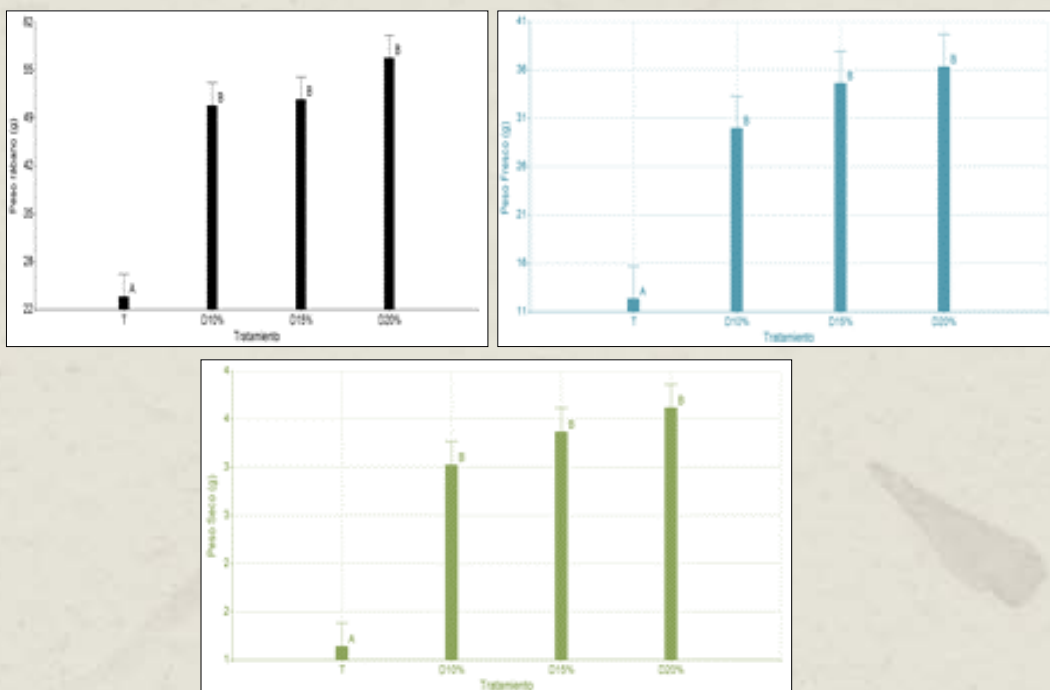 62
55
49
42
35
28
22
Peso rábano (g)
A
B
B
B
T D10% D15% D20%
Tratamiento
41
36
31
26
21
16
11
Peso Fresco (g)
A
B
B
B
T D10% D15% D20%
Tratamiento
4
4
3
3
2
2
1
Peso Seco (g)
A
B
B
B
T D10% D15% D20%
Tratamiento